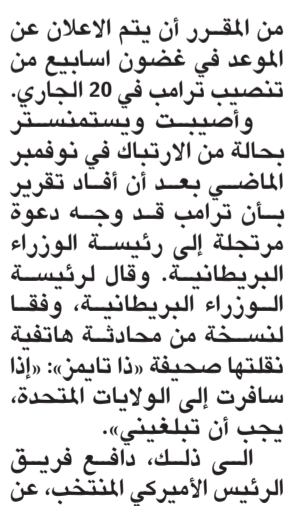 من المقرر أن يتم الاعلان عن
الموعد في غضون اسابيع من
تنصيب ترامب في 20 الجاري.
وأصيبت ويستمنستر
بحالة من الارتباك في نوفمبر
الماضي بعد أن أفاد تقرير
بأن ترامب قد وجه دعوة
مرتجلة إلى رئيسة الوزراء
البريطانية. وقال لرئيسة
الوزراء البريطانية، وفقا
لنسخة من محادثة هاتفية
نقلتها صحيفة «ذا تايمز»: «إذا
سافرت إلى الولايات المتحدة،
يجب أن تبلغيني».
الى ذلك، دافع فريق
الرئيس الأميركي المنتخب، عن